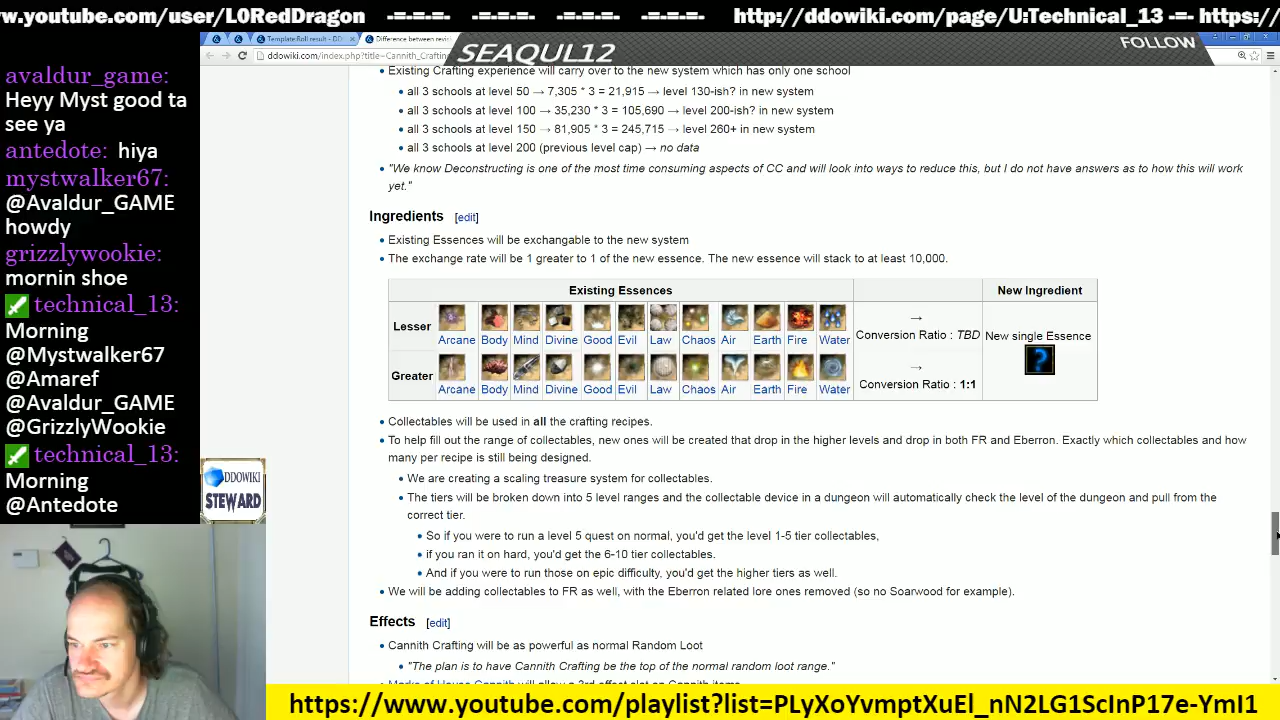 w.youtube.com/user/L0RedDragon -=-=-=- -=-=-=- -=-=-=- http://ddowiki.com/page/U:Technical_13 -=- https:/
Template:Roll result - DD
Difference between revis
ddowiki.com/index.php?title=Cannith_Crafting
SEAQUL12
FOLLOW
avaldur_game:
Heyy Myst good ta
see ya
antedote: hiya
mystwalker67:
@Avaldur_GAME
howdy
grizzlywookie:
mornin shoe
technical_13:
Morning
@Mystwalker67
@Amaref
@Avaldur_GAME
@GrizzlyWookie
technical_13:
Morning
@Antedote
DDOWIKI
STEWARD
Existing Crafting experience will carry over to the new system which has only one school
all 3 schools at level 50 → 7,305 * 3 = 21,915 → level 130-ish? in new system
all 3 schools at level 100 → 35,230 * 3 = 105,690 → level 200-ish? in new system
all 3 schools at level 150 → 81,905 * 3 = 245,715 → level 260+ in new system
all 3 schools at level 200 (previous level cap) → no data
"We know Deconstructing is one of the most time consuming aspects of CC and will look into ways to reduce this, but I do not have answers as to how this will work
yet."
Ingredients [edit]
Existing Essences will be exchangable to the new system
The exchange rate will be 1 greater to 1 of the new essence. The new essence will stack to at least 10,000.
Existing Essences New Ingredient
Lesser Arcane Body Mind Divine Good Evil Law Chaos Air Earth Fire Water
→
Conversion Ratio : TBD
New single Essence
Greater Arcane Body Mind Divine Good Evil Law Chaos Air Earth Fire Water
→
Conversion Ratio : 1:1
Collectables will be used in all the crafting recipes.
To help fill out the range of collectables, new ones will be created that drop in the higher levels and drop in both FR and Eberron. Exactly which collectables and how
many per recipe is still being designed.
We are creating a scaling treasure system for collectables.
The tiers will be broken down into 5 level ranges and the collectable device in a dungeon will automatically check the level of the dungeon and pull from the
correct tier.
So if you were to run a level 5 quest on normal, you'd get the level 1-5 tier collectables,
if you ran it on hard, you'd get the 6-10 tier collectables.
And if you were to run those on epic difficulty, you'd get the higher tiers as well.
We will be adding collectables to FR as well, with the Eberron related lore ones removed (so no Soarwood for example).
Effects [edit]
Cannith Crafting will be as powerful as normal Random Loot
"The plan is to have Cannith Crafting be the top of the normal random loot range."
Marks of House Cannith will allow a 3rd effect slot on Cannith items
https://www.youtube.com/playlist?list=PLyXoYvmptXuEl_nN2LG1ScInP17e-YmI1